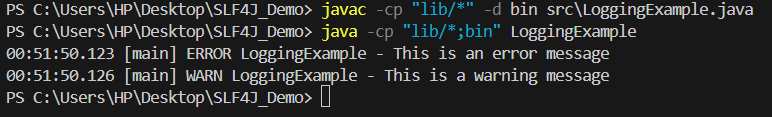 PS C:\Users\HP\Desktop\SLF4J_Demo> javac -cp "lib/*" -d bin src\LoggingExample.java
PS C:\Users\HP\Desktop\SLF4J_Demo> java -cp "lib/*;bin" LoggingExample
00:51:50.123 [main] ERROR LoggingExample - This is an error message
00:51:50.126 [main] WARN LoggingExample - This is a warning message
PS C:\Users\HP\Desktop\SLF4J_Demo>